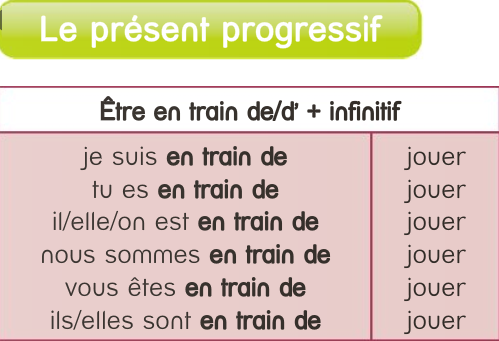 Le présent progressif
Être en train de/d' + infinitif
je suis en train de jouer
tu es en train de jouer
il/elle/on est en train de jouer
nous sommes en train de jouer
vous êtes en train de jouer
ils/elles sont en train de jouer